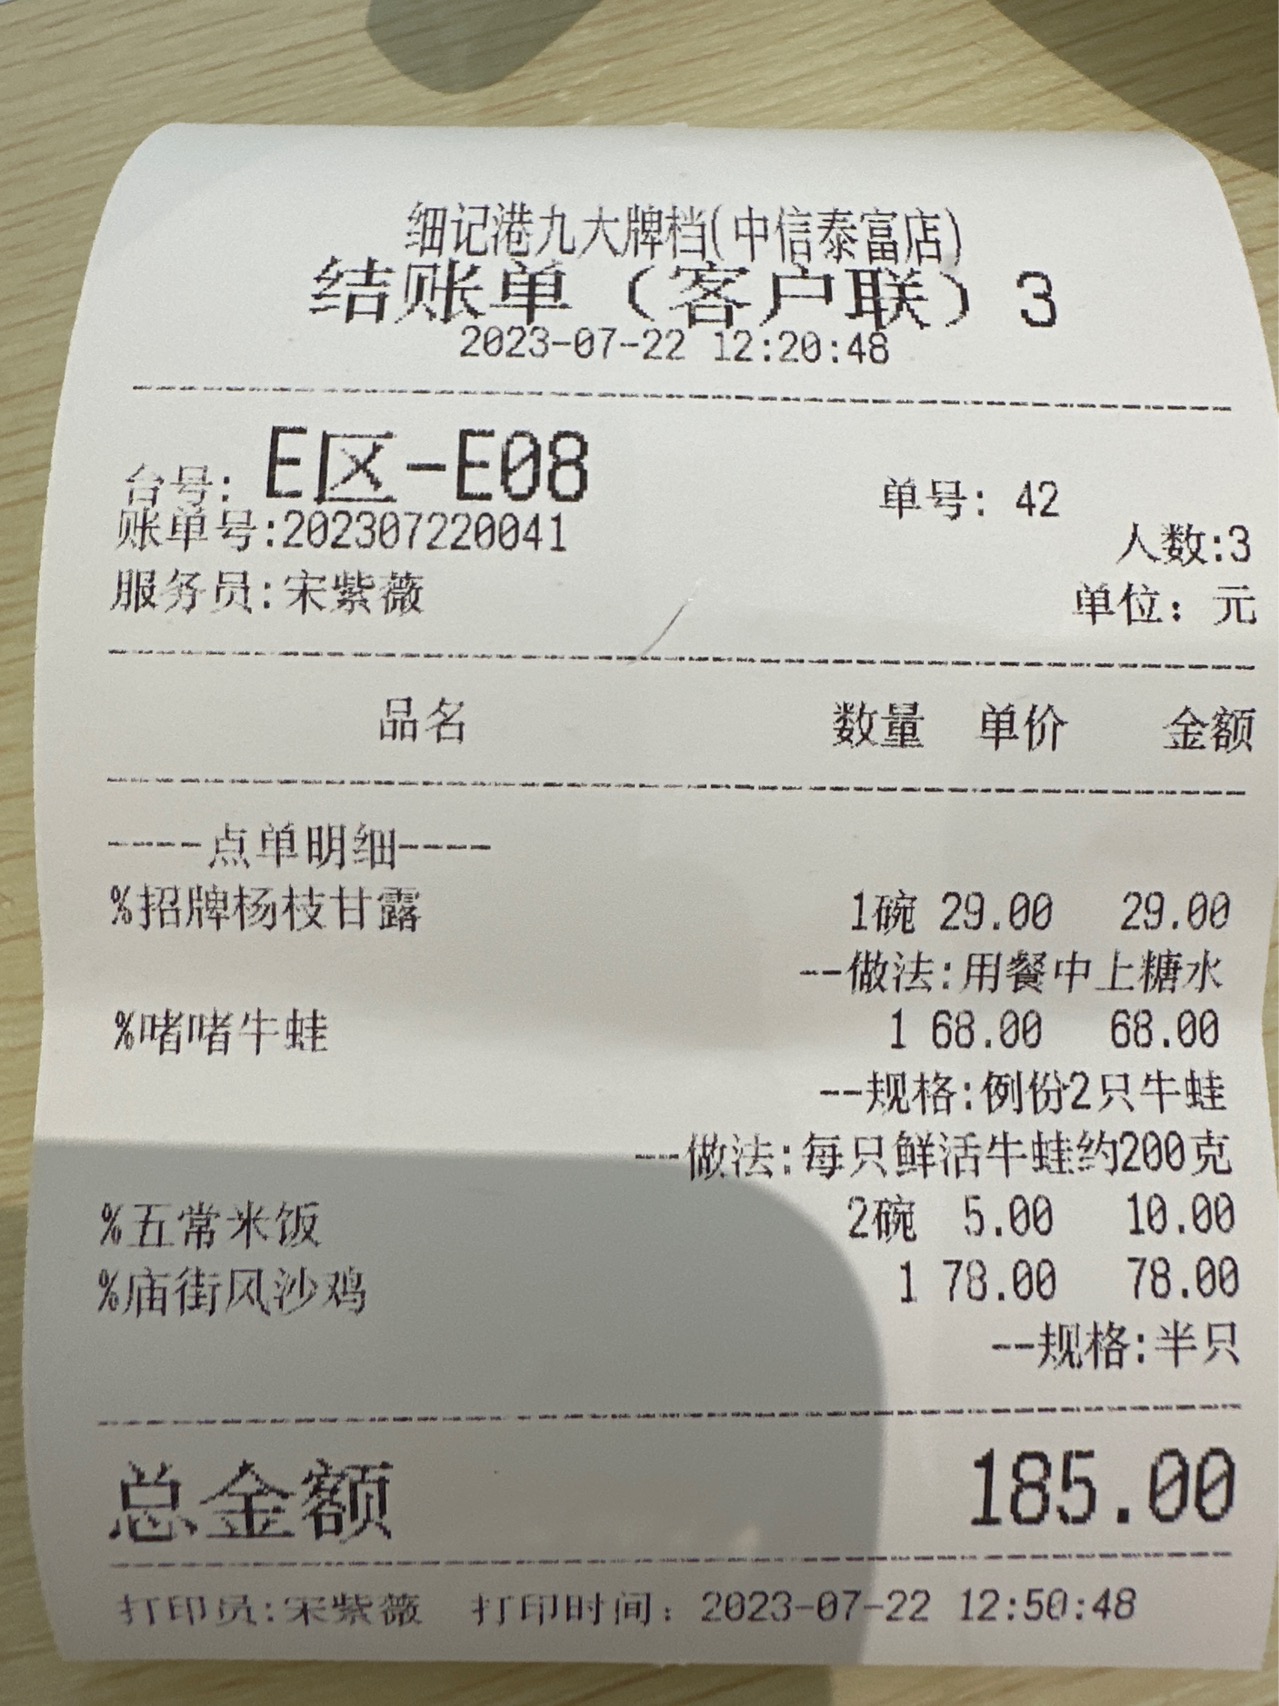 细记港九大牌档(中信泰富店)
结账单（客户联）3
2023-07-22 12:20:48
台号: E区-E08 单号: 42
账单号:202307220041 人数:3
服务员:宋紫薇 单位: 元
品名 数量 单价 金额
----点单明细----
%招牌杨枝甘露 1碗 29.00 29.00
--做法:用餐中上糖水
%啫啫牛蛙 1 68.00 68.00
--规格:例份2只牛蛙
--做法:每只鲜活牛蛙约200克
%五常米饭 2碗 5.00 10.00
%庙街风沙鸡 1 78.00 78.00
--规格:半只
总金额 185.00
打印员:宋紫薇 打印时间: 2023-07-22 12:50:48